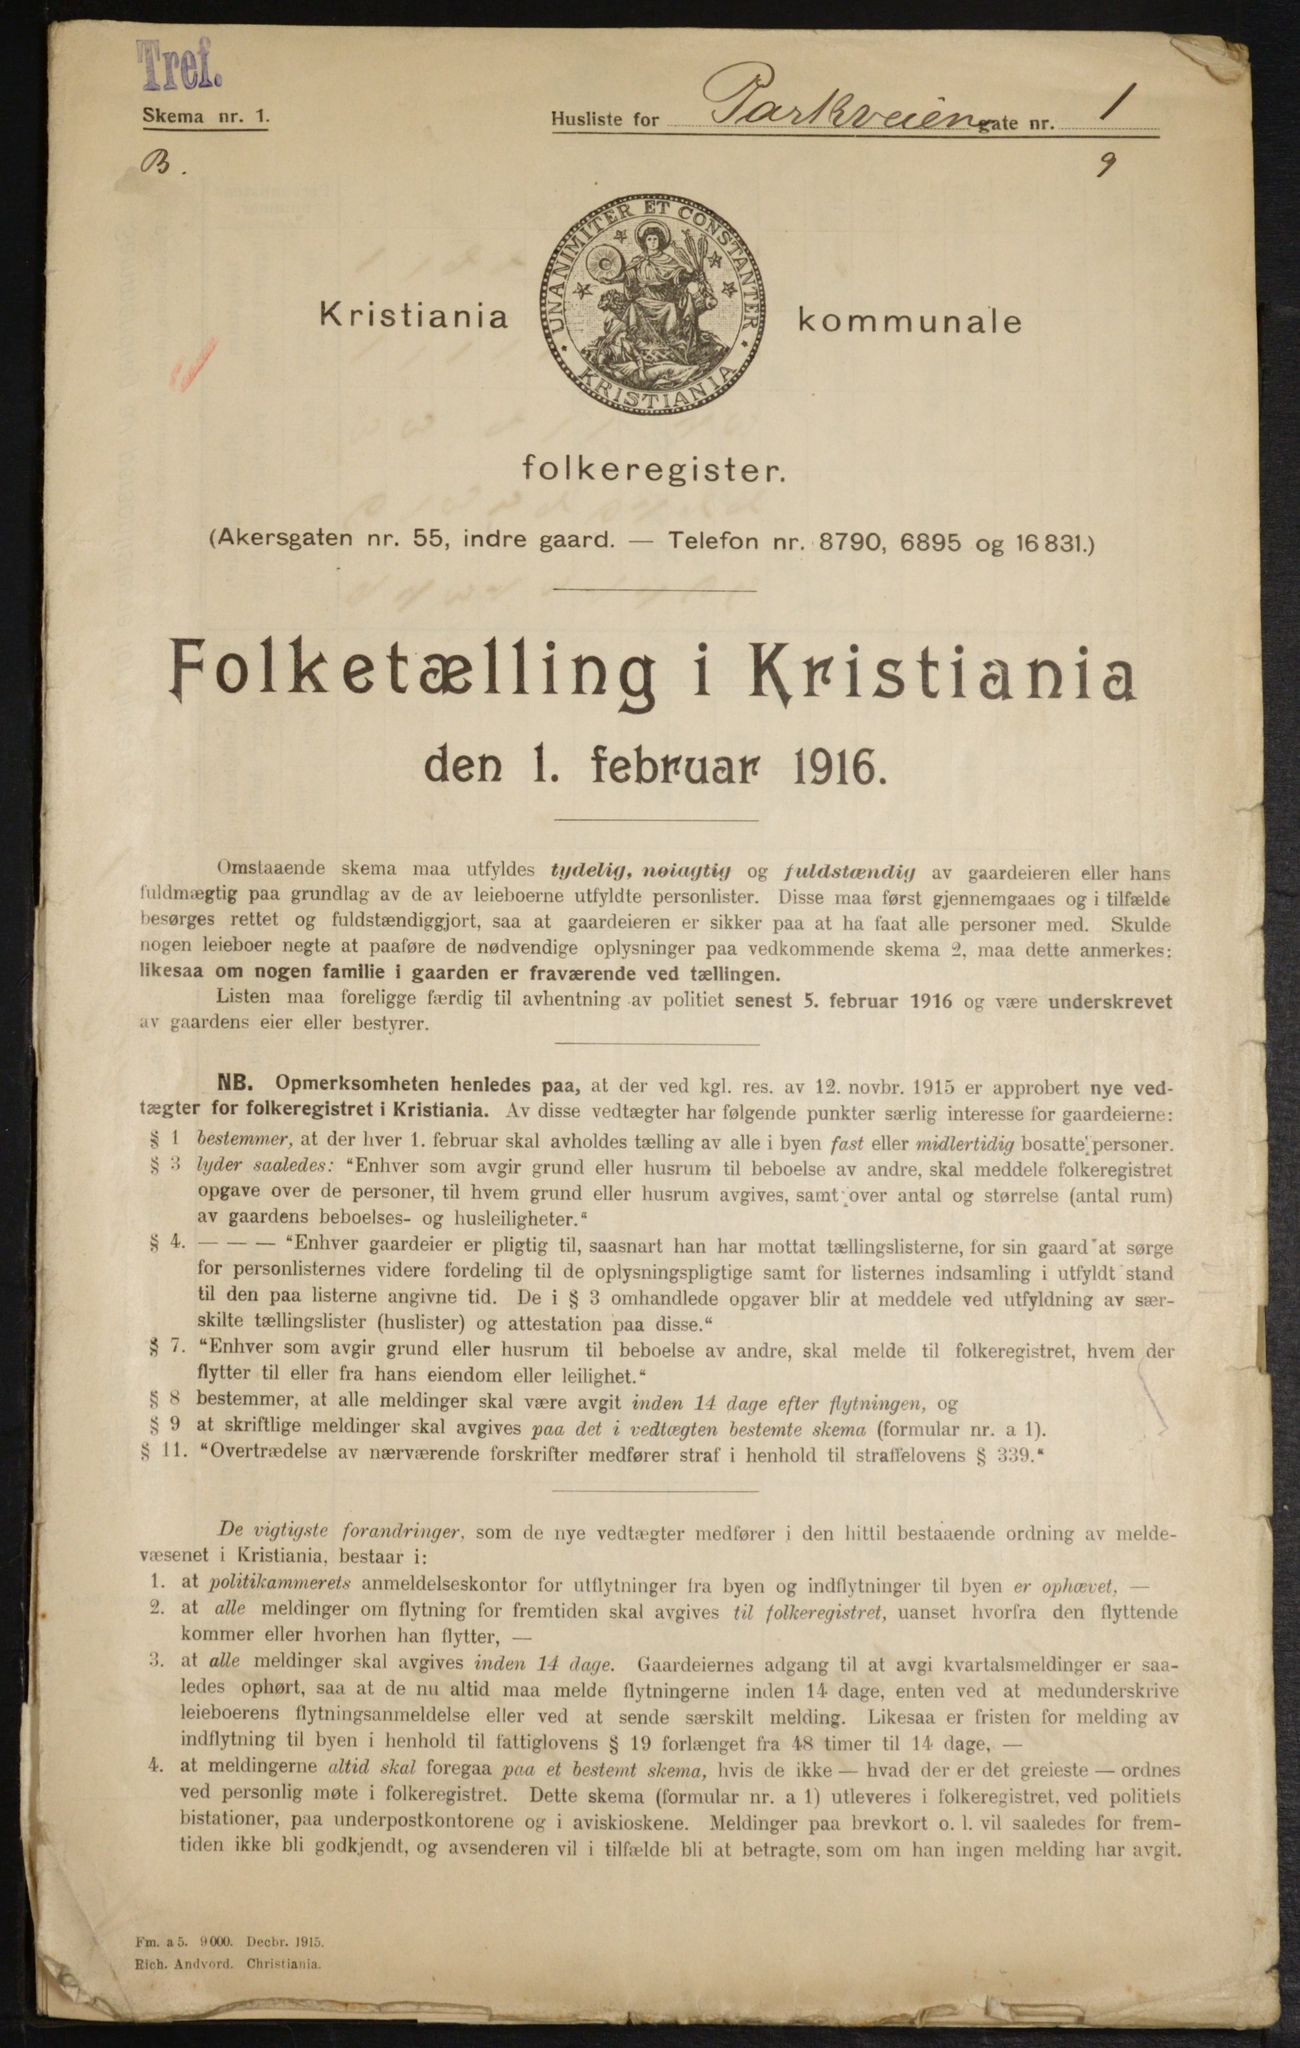 Tref.
Skema nr. 1.
Husliste for Parkveien gate nr. 1
B.
9
UNANIMITER ET CONSTANTER
KRISTIANIA
Kristiania kommunale
folkeregister.
(Akersgaten nr. 55, indre gaard. — Telefon nr. 8790, 6895 og 16831.)
Folketælling i Kristiania
den 1. februar 1916.
Omstaaende skema maa utfyldes tydelig, nøiagtig og fuldstændig av gaardeieren eller hans
fuldmægtig paa grundlag av de av leieboerne utfyldte personlister. Disse maa først gjennemgaaes og i tilfælde
besørges rettet og fuldstændiggjort, saa at gaardeieren er sikker paa at ha faat alle personer med. Skulde
nogen leieboer negte at paaføre de nødvendige oplysninger paa vedkommende skema 2, maa dette anmerkes:
likesaa om nogen familie i gaarden er fraværende ved tællingen.
Listen maa foreligge færdig til avhentning av politiet senest 5. februar 1916 og være underskrevet
av gaardens eier eller bestyrer.
NB. Opmerksomheten henledes paa, at der ved kgl. res. av 12. novbr. 1915 er approbert nye ved-
tægter for folkeregistret i Kristiania. Av disse vedtægter har følgende punkter særlig interesse for gaardeierne:
§ 1 bestemmer, at der hver 1. februar skal avholdes tælling av alle i byen fast eller midlertidig bosatte personer.
§ 3 lyder saaledes: “Enhver som avgir grund eller husrum til beboelse av andre, skal meddele folkeregistret
opgave over de personer, til hvem grund eller husrum avgives, samt over antal og størrelse (antal rum)
av gaardens beboelses- og husleiligheter.“
§ 4. — — — “Enhver gaardeier er pligtig til, saasnart han har mottat tællingslisterne, for sin gaard at sørge
for personlisternes videre fordeling til de oplysningspligtige samt for listernes indsamling i utfyldt stand
til den paa listerne angivne tid. De i § 3 omhandlede opgaver blir at meddele ved utfyldning av sær-
skilte tællingslister (huslister) og attestation paa disse.“
§ 7. “Enhver som avgir grund eller husrum til beboelse av andre, skal melde til folkeregistret, hvem der
flytter til eller fra hans eiendom eller leilighet.“
§ 8 bestemmer, at alle meldinger skal være avgit inden 14 dage efter flytningen, og
§ 9 at skriftlige meldinger skal avgives paa det i vedtægten bestemte skema (formular nr. a 1).
§ 11. “Overtrædelse av nærværende forskrifter medfører straf i henhold til straffelovens § 339.“
De vigtigste forandringer, som de nye vedtægter medfører i den hittil bestaaende ordning av melde-
væsenet i Kristiania, bestaar i:
1. at politikammerets anmeldelseskontor for utflytninger fra byen og indflytninger til byen er ophævet, —
2. at alle meldinger om flytning for fremtiden skal avgives til folkeregistret, uanset hvorfra den flyttende
kommer eller hvorhen han flytter, —
3. at alle meldinger skal avgives inden 14 dage. Gaardeiernes adgang til at avgi kvartalsmeldinger er saa-
ledes ophørt, saa at de nu altid maa melde flytningerne inden 14 dage, enten ved at medunderskrive
leieboerens flytningsanmeldelse eller ved at sende særskilt melding. Likesaa er fristen for melding av
indflytning til byen i henhold til fattiglovens § 19 forlænget fra 48 timer til 14 dage, —
4. at meldingerne altid skal foregaa paa et bestemt skema, hvis de ikke — hvad der er det greieste — ordnes
ved personlig møte i folkeregistret. Dette skema (formular nr. a 1) utleveres i folkeregistret, ved politiets
bistationer, paa underpostkontorene og i aviskioskene. Meldinger paa brevkort o. l. vil saaledes for frem-
tiden ikke bli godkjendt, og avsenderen vil i tilfælde bli at betragte, som om han ingen melding har avgit.
Fm. a 5. 9000. Decbr. 1915.
Rich. Andvord. Christiania.